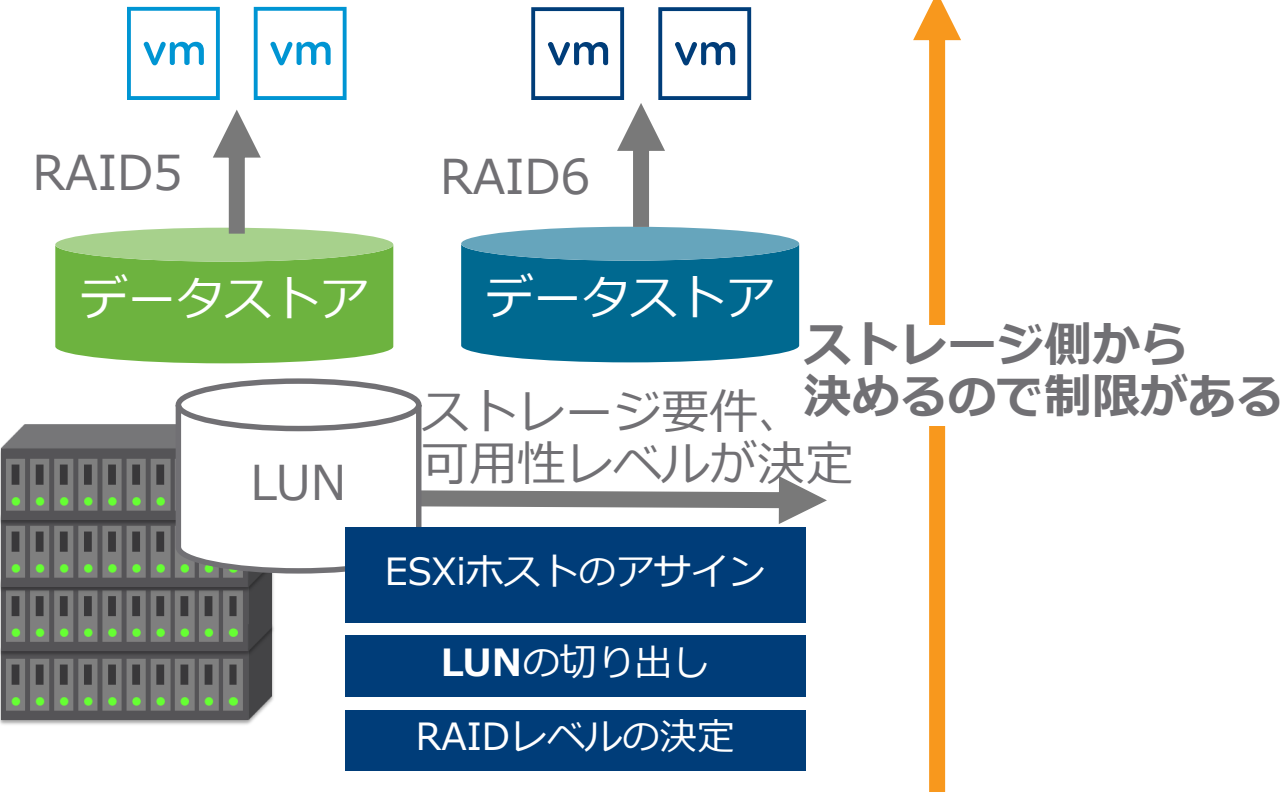 vm vm vm vm
RAID5 RAID6
データストア データストア
ストレージ側から
決めるので制限がある
ストレージ要件、
可用性レベルが決定
LUN
ESXiホストのアサイン
LUNの切り出し
RAIDレベルの決定